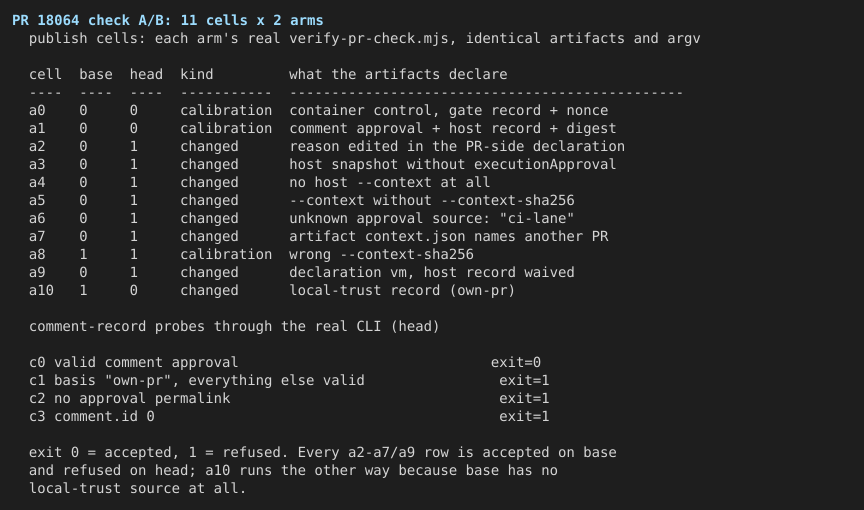 PR 18064 check A/B: 11 cells x 2 arms
publish cells: each arm's real verify-pr-check.mjs, identical artifacts and argv
cell base head kind what the artifacts declare
---- ---- ---- ----------- -----------------------------------------------
a0 0 0 calibration container control, gate record + nonce
a1 0 0 calibration comment approval + host record + digest
a2 0 1 changed reason edited in the PR-side declaration
a3 0 1 changed host snapshot without executionApproval
a4 0 1 changed no host --context at all
a5 0 1 changed --context without --context-sha256
a6 0 1 changed unknown approval source: "ci-lane"
a7 0 1 changed artifact context.json names another PR
a8 1 1 calibration wrong --context-sha256
a9 0 1 changed declaration vm, host record waived
a10 1 0 changed local-trust record (own-pr)
comment-record probes through the real CLI (head)
c0 valid comment approval exit=0
c1 basis "own-pr", everything else valid exit=1
c2 no approval permalink exit=1
c3 comment.id 0 exit=1
exit 0 = accepted, 1 = refused. Every a2-a7/a9 row is accepted on base
and refused on head; a10 runs the other way because base has no
local-trust source at all.